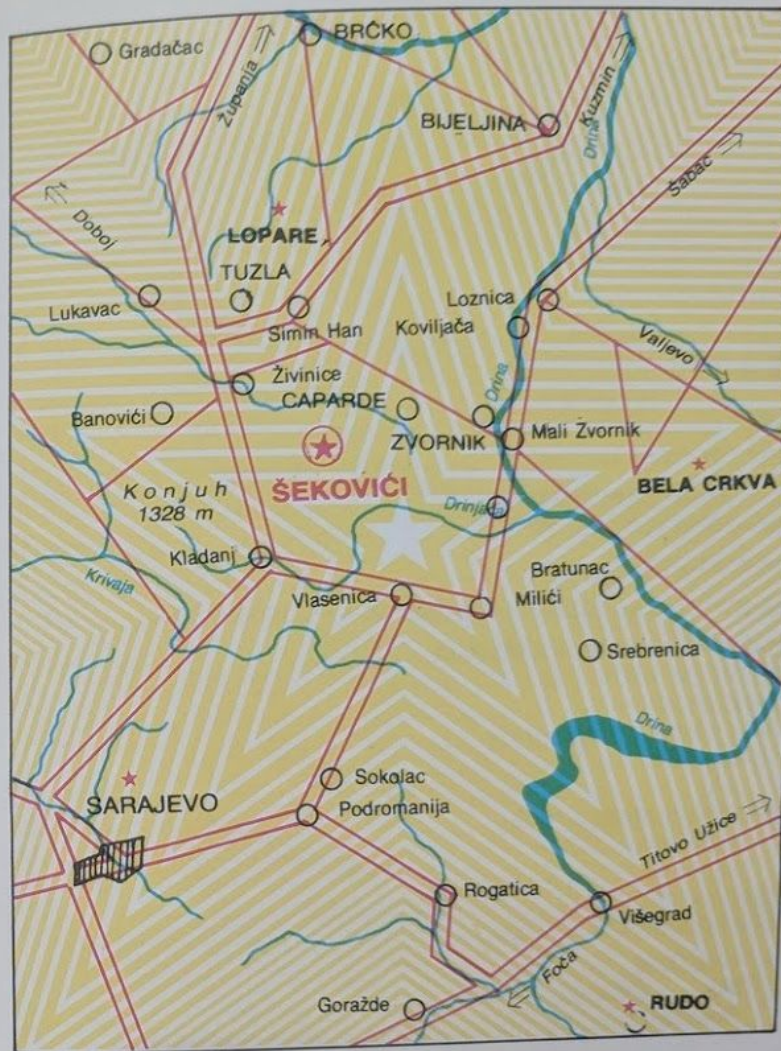 BRČKO
Gradačac
Županja
Kuzmin
BIJELJINA
Drina
Šabac
Doboj
LOPARE
TUZLA
Lukavac
Simin Han
Loznica
Koviljača
Valjevo
Živinice
Drina
Banovići
CAPARDE
ZVORNIK
Mali Zvornik
ŠEKOVIĆI
BELA CRKVA
Konjuh
1328 m
Drinjača
Kladanj
Krivaja
Vlasenica
Bratunac
Milići
Srebrenica
Drina
Sokolac
SARAJEVO
Podromanija
Titovo Užice
Rogatica
Višegrad
Foča
Goražde
RUDO